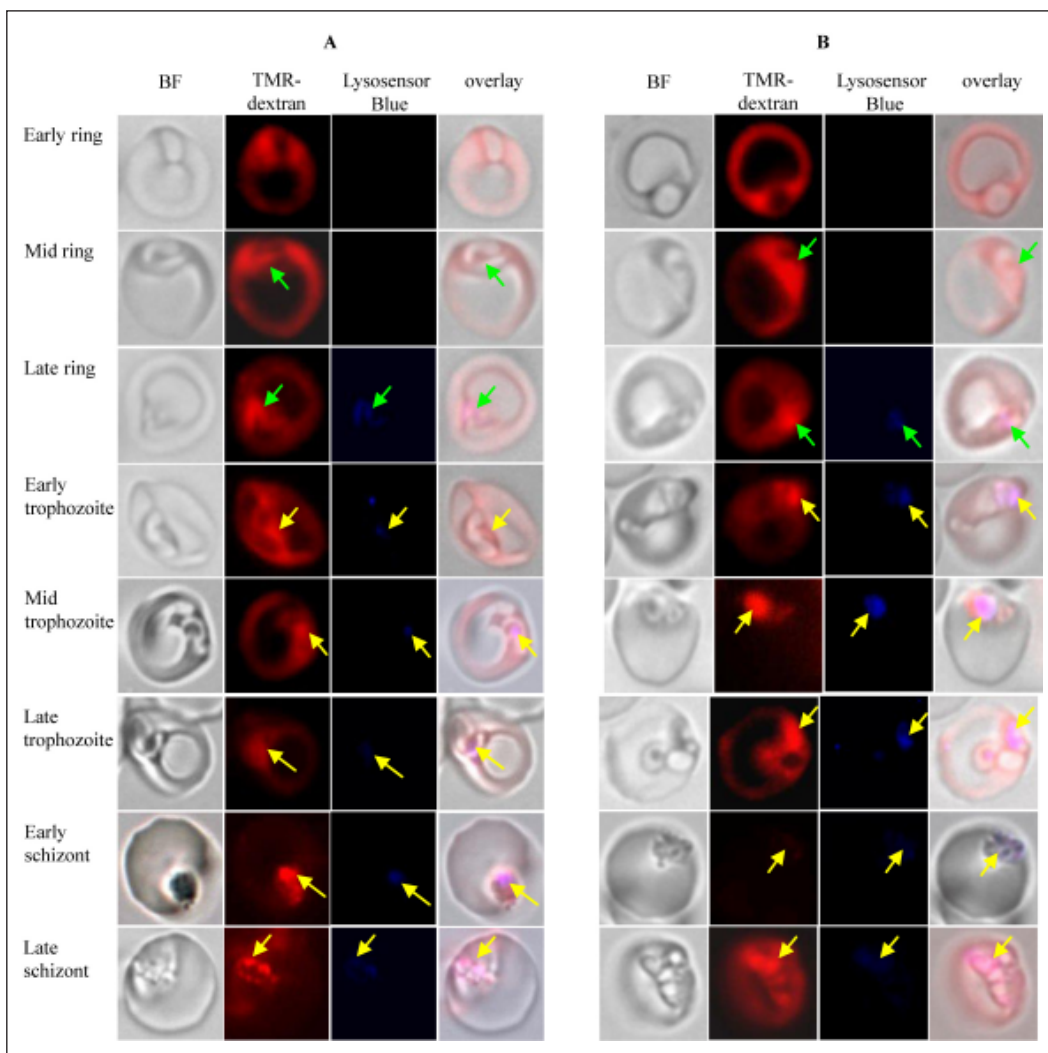 A
B
BF
TMR-
dextran
Lysosensor
Blue
overlay
BF
TMR-
dextran
Lysosensor
Blue
overlay
Early ring
Mid ring
Late ring
Early
trophozoite
Mid
trophozoite
Late
trophozoite
Early
schizont
Late
schizont